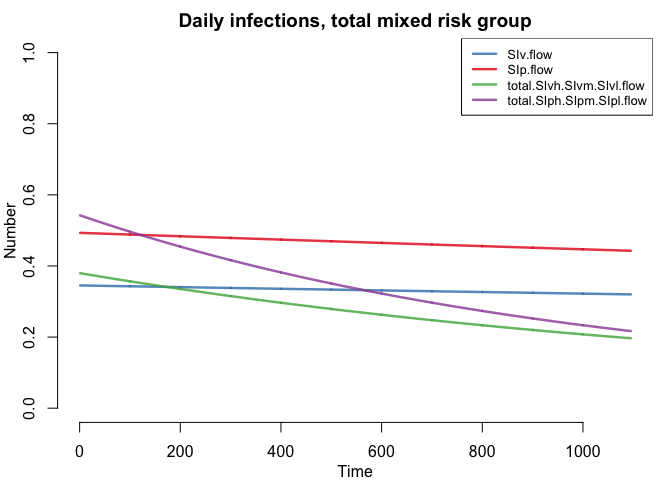 Daily infections, total mixed risk group
SIv.flow
SIp.flow
total.SIvh.SIvm.SIvl.flow
total.SIph.SIpm.SIpl.flow
Number
1.0
0.8
0.6
0.4
0.2
0.0
0 200 400 600 800 1000
Time